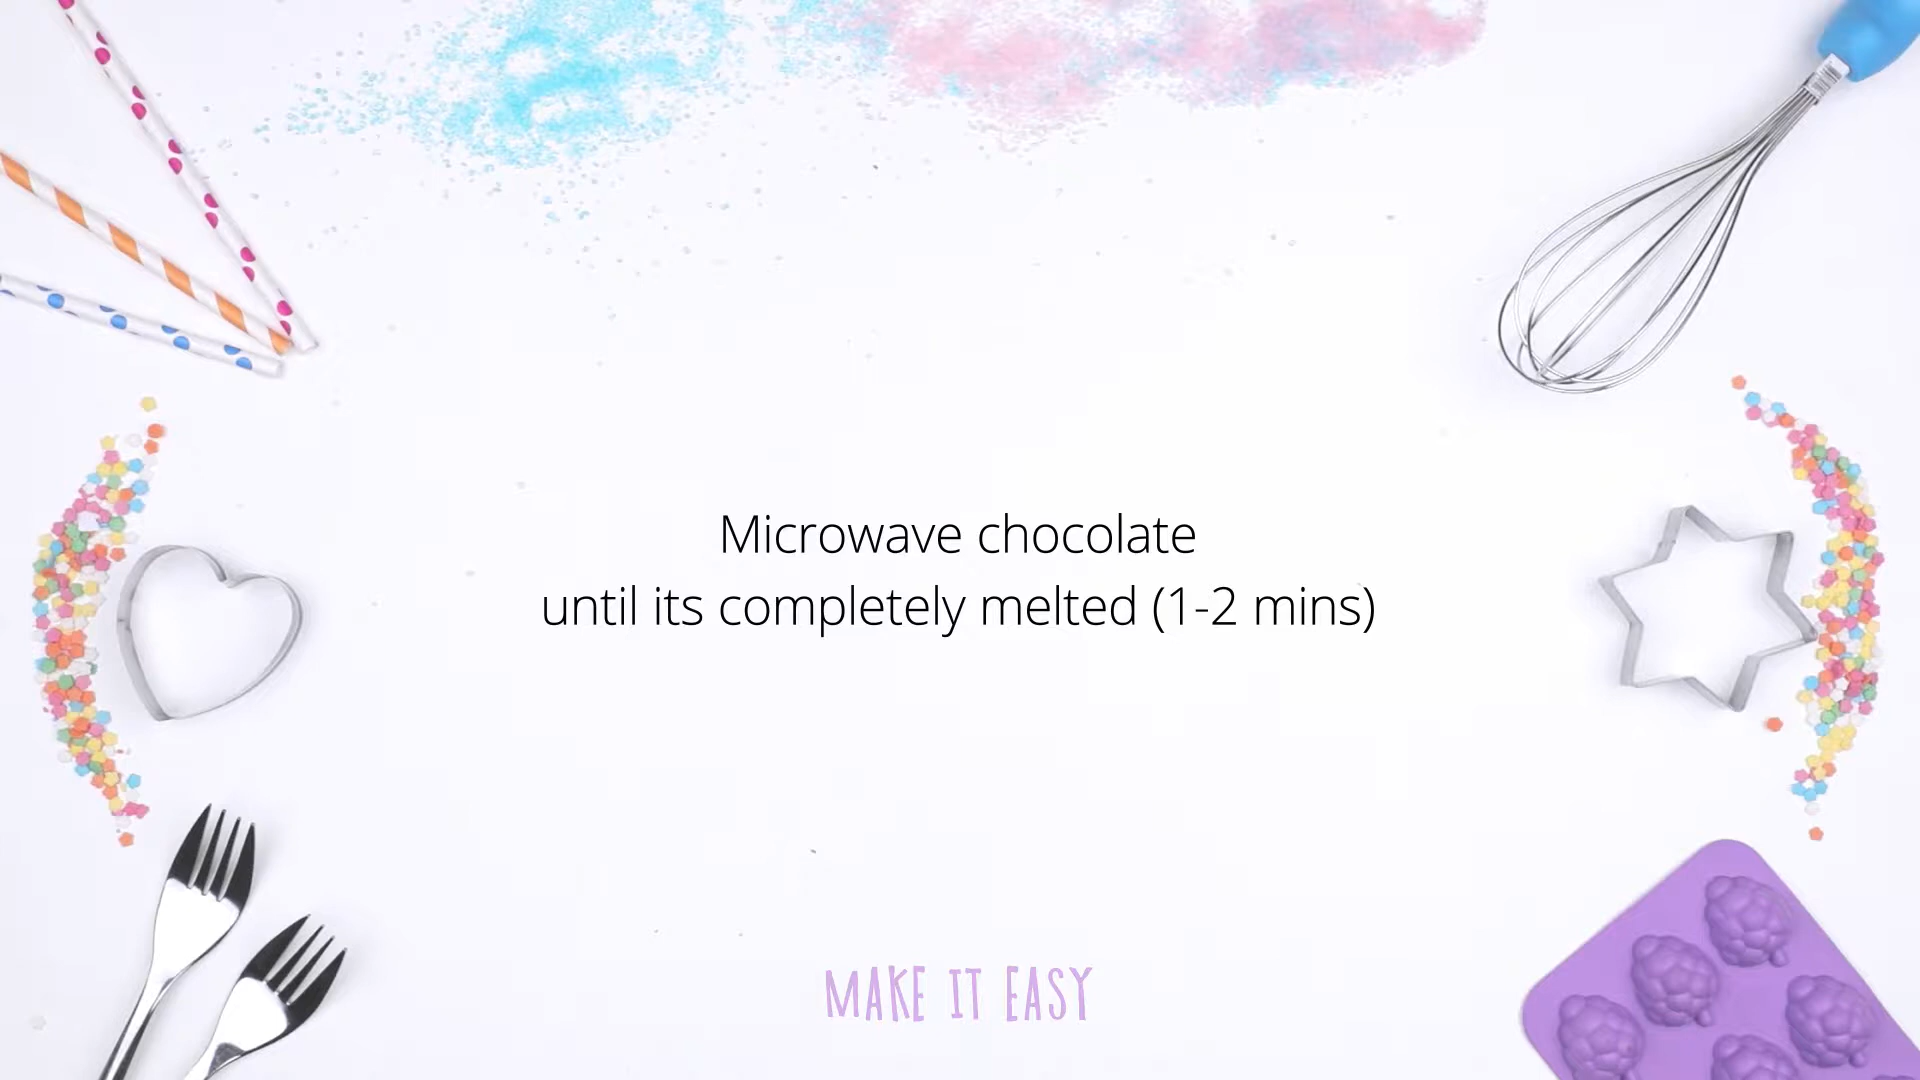 Microwave chocolate
until its completely melted (1-2 mins)
MAKE IT EASY